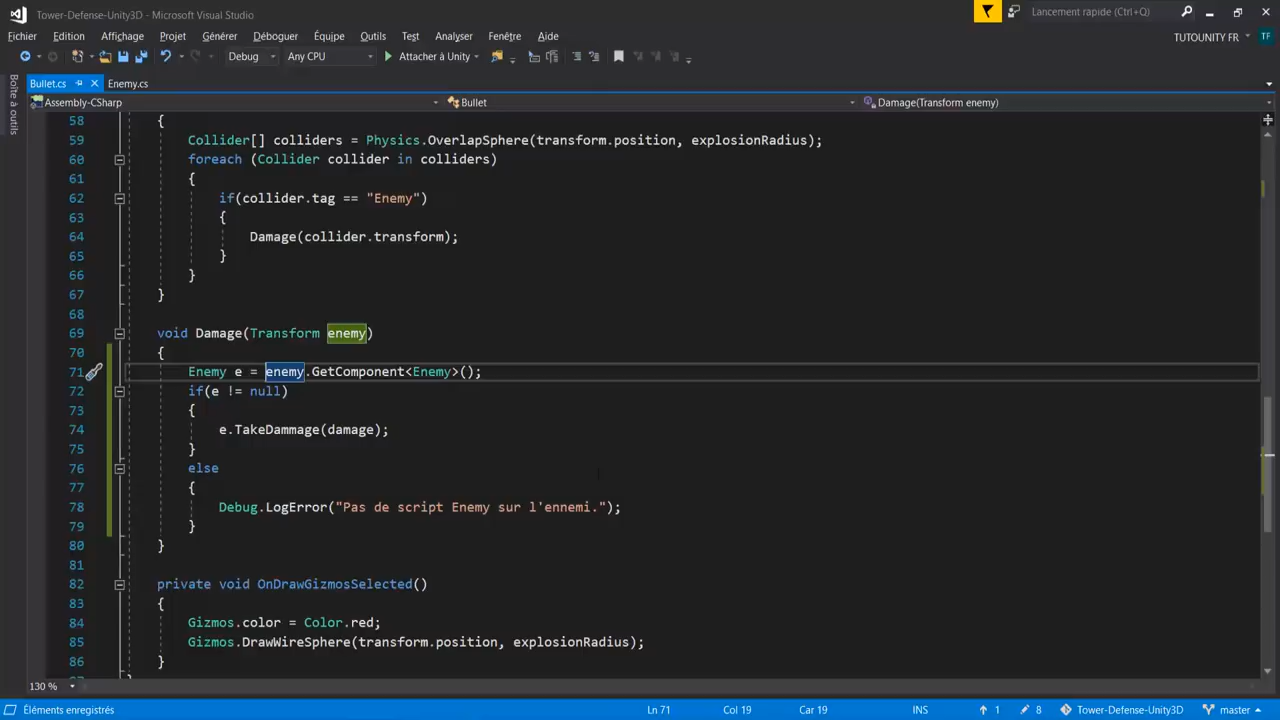 Tower-Defense-Unity3D - Microsoft Visual Studio
Lancement rapide (Ctrl+Q)
Fichier Edition Affichage Projet Générer Déboguer Équipe Outils Test Analyser Fenêtre Aide
TUTOUNITY FR
TF
Debug
Any CPU
Attacher à Unity
Boîte à outils
Bullet.cs
Enemy.cs
Assembly-CSharp
Bullet
Damage(Transform enemy)
58 {
59 Collider[] colliders = Physics.OverlapSphere(transform.position, explosionRadius);
60 foreach (Collider collider in colliders)
61 {
62 if(collider.tag == "Enemy")
63 {
64 Damage(collider.transform);
65 }
66 }
67 }
68
69 void Damage(Transform enemy)
70 {
71 Enemy e = enemy.GetComponent<Enemy>();
72 if(e != null)
73 {
74 e.TakeDammage(damage);
75 }
76 else
77 {
78 Debug.LogError("Pas de script Enemy sur l'ennemi.");
79 }
80 }
81
82 private void OnDrawGizmosSelected()
83 {
84 Gizmos.color = Color.red;
85 Gizmos.DrawWireSphere(transform.position, explosionRadius);
86 }
130 %
Éléments enregistrés
Ln 71
Col 19
Car 19
INS
1
8
Tower-Defense-Unity3D
master